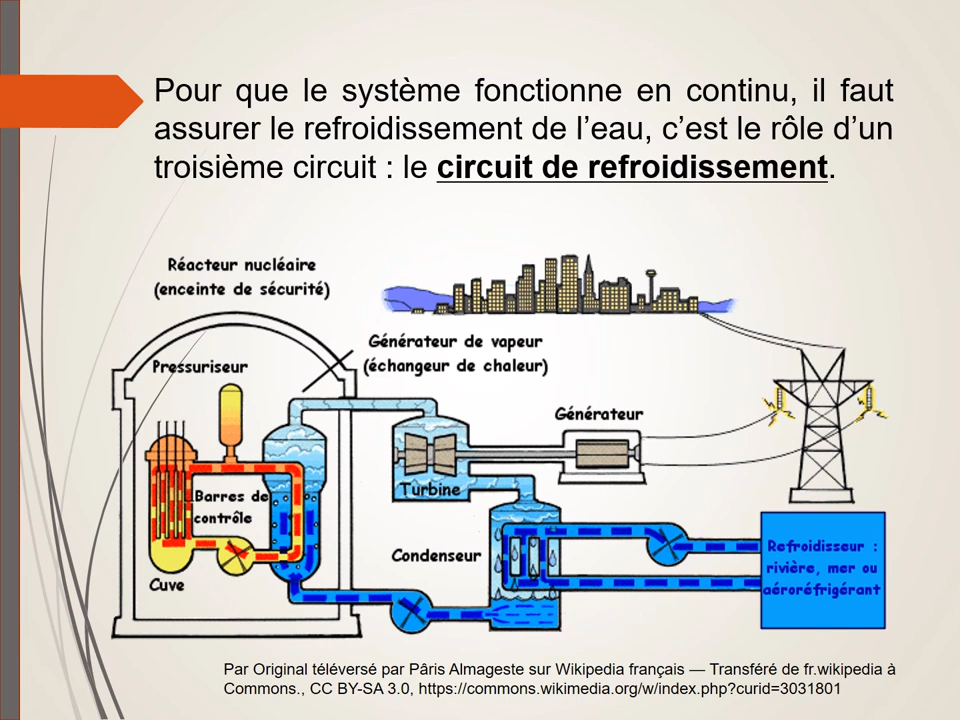 Pour que le système fonctionne en continu, il faut
assurer le refroidissement de l’eau, c’est le rôle d’un
troisième circuit : le circuit de refroidissement.
Réacteur nucléaire
(enceinte de sécurité)
Générateur de vapeur
(échangeur de chaleur)
Pressuriseur
Générateur
Turbine
Barres de
contrôle
Condenseur
Cuve
Refroidisseur :
rivière, mer ou
aéroréfrigérant
Par Original téléversé par Pâris Almageste sur Wikipedia français — Transféré de fr.wikipedia à
Commons., CC BY-SA 3.0, https://commons.wikimedia.org/w/index.php?curid=3031801